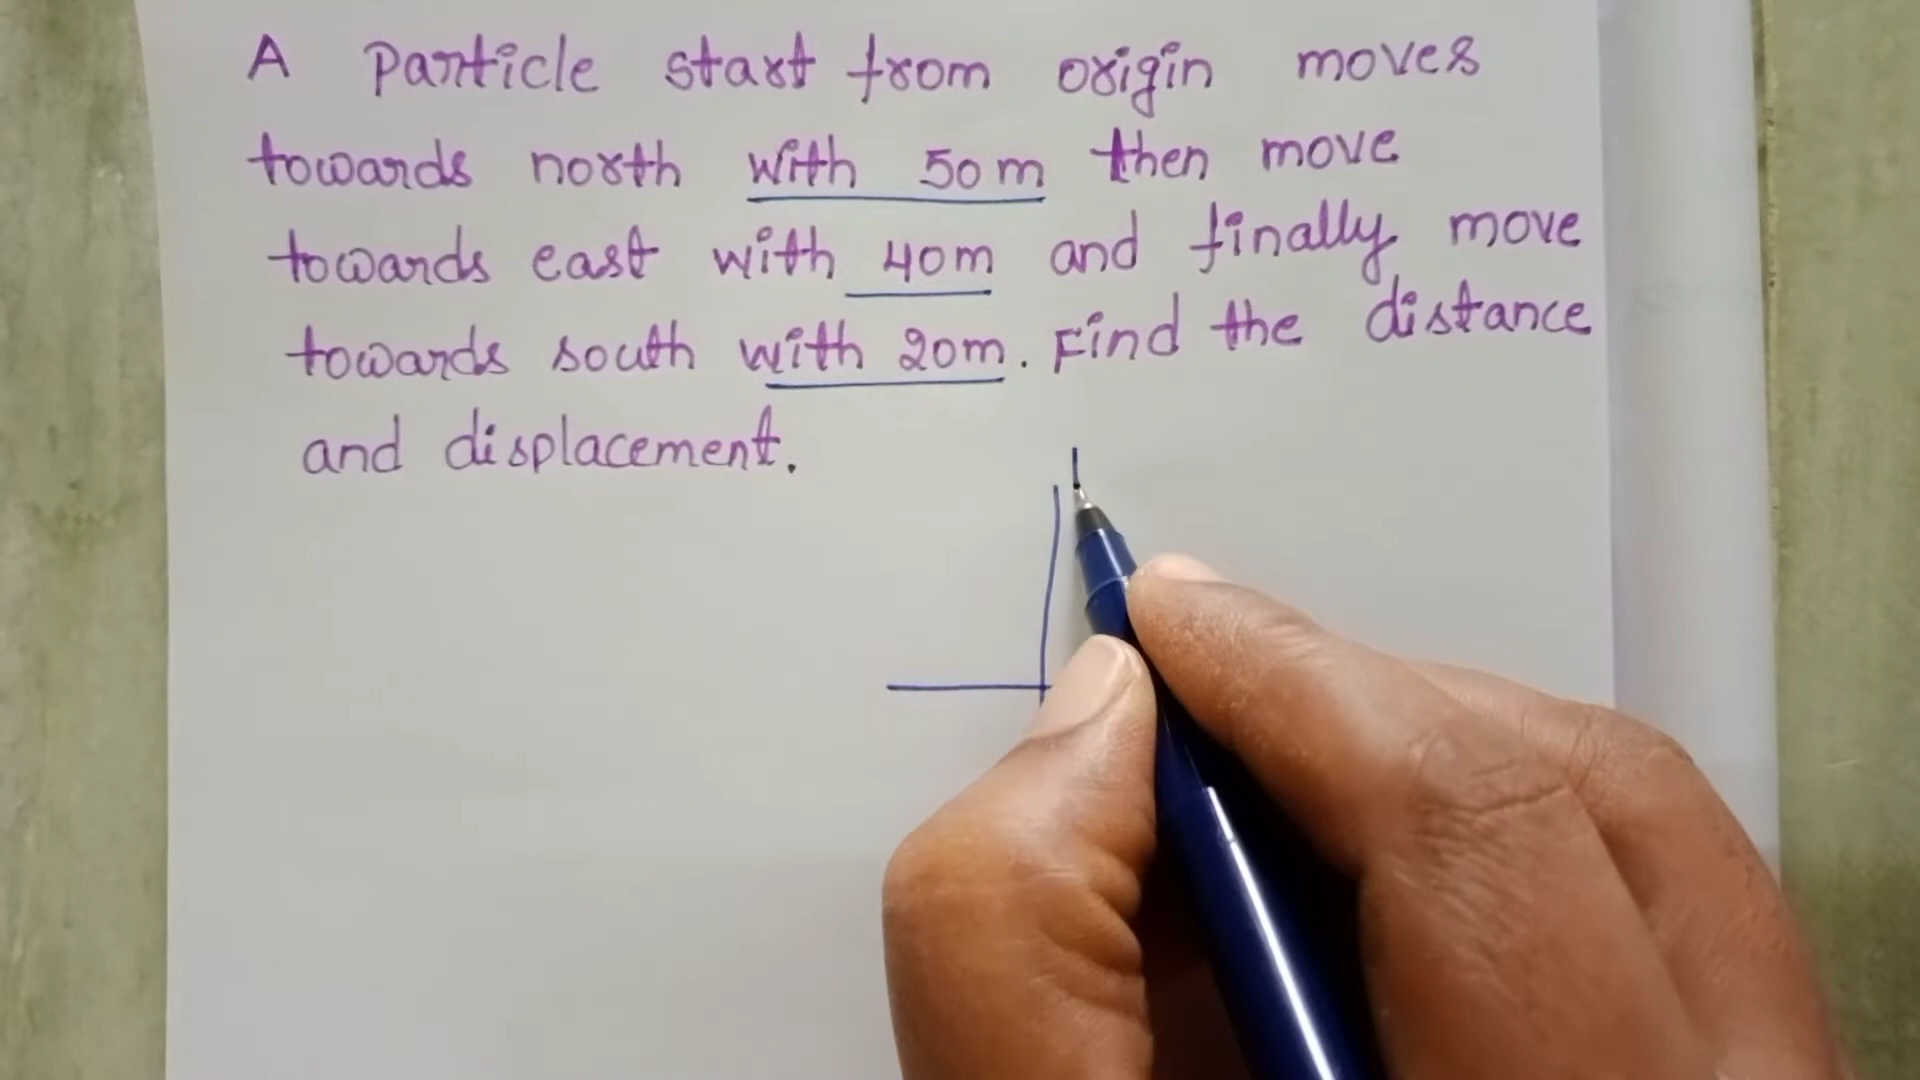 A particle start from origin moves
towards north with 50m then move
towards east with 40m and finally move
towards south with 20m. Find the distance
and displacement.